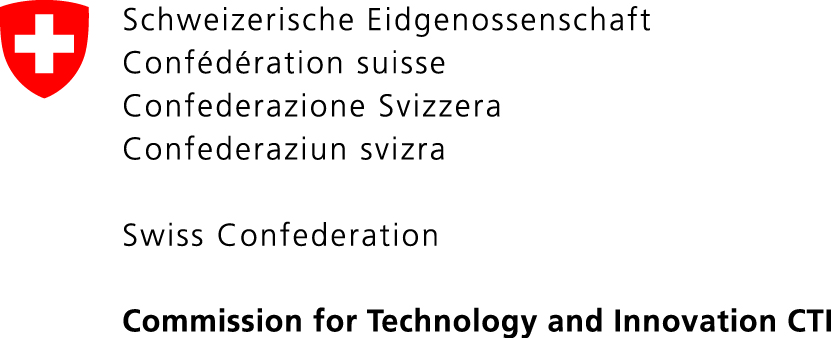 Schweizerische Eidgenossenschaft
Confédération suisse
Confederazione Svizzera
Confederaziun svizra
Swiss Confederation
Commission for Technology and Innovation CTI